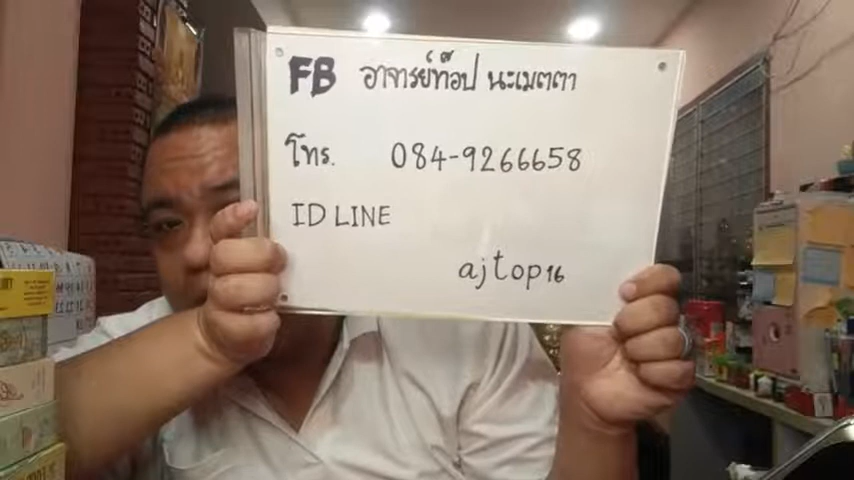 FB อาจารย์ท๊อป นะเมตตา
โทร. 084-9266658
ID LINE
ajtop16